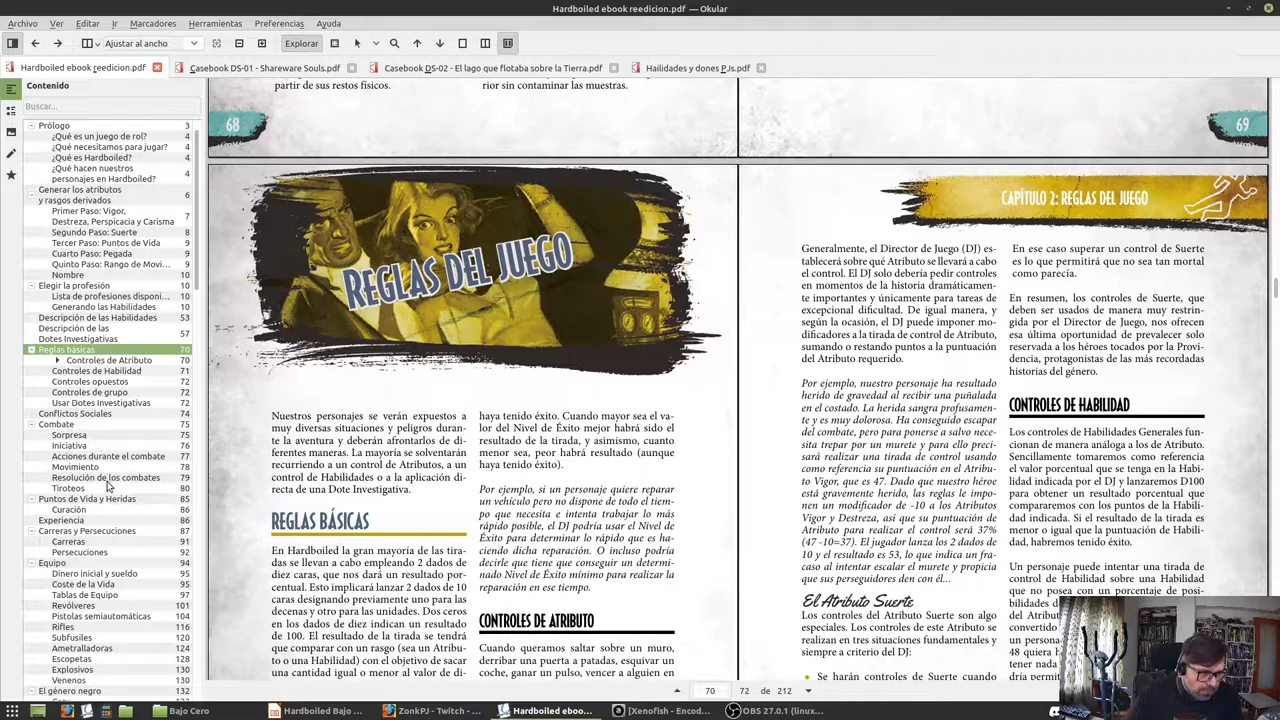 Hardboiled ebook reedicion.pdf — Okular
Archivo Ver Editar Ir Marcadores Herramientas Preferencias Ayuda
Ajustar al ancho Explorar
Hardboiled ebook reedicion.pdf Casebook DS-01 - Shareware Souls.pdf Casebook DS-02 - El lago que flotaba sobre la Tierra.pdf Hailidades y dones PJs.pdf
Contenido
Buscar...
Prólogo 3
¿Qué es un juego de rol? 4
¿Qué necesitamos para jugar? 4
¿Qué es Hardboiled? 4
¿Qué hacen nuestros
personajes en Hardboiled? 4
Generar los atributos
y rasgos derivados 6
Primer Paso: Vigor,
Destreza, Perspicacia y Carisma 7
Segundo Paso: Suerte 8
Tercer Paso: Puntos de Vida 9
Cuarto Paso: Pegada 9
Quinto Paso: Rango de Movi... 9
Nombre 10
Elegir la profesión 10
Lista de profesiones disponi... 10
Generando las Habilidades 10
Descripción de las Habilidades 53
Descripción de las
Dotes Investigativas 57
Reglas básicas 70
Controles de Atributo 70
Controles de Habilidad 71
Controles opuestos 72
Controles de grupo 72
Usar Dotes Investigativas 72
Conflictos Sociales 74
Combate 75
Sorpresa 75
Iniciativa 76
Acciones durante el combate 77
Movimiento 78
Resolución de los combates 79
Tiroteos 80
Puntos de Vida y Heridas 85
Curación 86
Experiencia 86
Carreras y Persecuciones 87
Carreras 91
Persecuciones 92
Equipo 94
Dinero inicial y sueldo 95
Coste de la Vida 95
Tablas de Equipo 95
Revólveres 101
Pistolas semiautomáticas 104
Rifles 116
Subfusiles 120
Ametralladoras 124
Escopetas 128
Explosivos 130
Venenos 130
El género negro 132
partir de sus restos físicos.
rior sin contaminar las muestras.
68
69
REGLAS DEL JUEGO
Nuestros personajes se verán expuestos a
muy diversas situaciones y peligros duran-
te la aventura y deberán afrontarlos de di-
ferentes maneras. La mayoría se solventarán
recurriendo a un control de Atributos, a un
control de Habilidades o a la aplicación di-
recta de una Dote Investigativa.
REGLAS BÁSICAS
En Hardboiled la gran mayoría de las tira-
das se llevan a cabo empleando 2 dados de
diez caras, que nos dará un resultado por-
centual. Esto implicará lanzar 2 dados de 10
caras designando previamente uno para las
decenas y otro para las unidades. Dos ceros
en los dados de diez indican un resultado
de 100. El resultado de la tirada se tendrá
que comparar con un rasgo (sea un Atribu-
to o una Habilidad) con el objetivo de sacar
una cantidad igual o menor al valor de di-
haya tenido éxito. Cuando mayor sea el va-
lor del Nivel de Éxito mejor habrá sido el
resultado de la tirada, y asimismo, cuanto
menor sea, peor habrá resultado (aunque
haya tenido éxito).
Por ejemplo, si un personaje quiere reparar
un vehículo pero no dispone de todo el tiem-
po que necesita e intenta trabajar lo más
rápido posible, el DJ podría usar el Nivel de
Éxito para determinar lo rápido que es ha-
ciendo dicha reparación. O incluso podría
decirle que tiene que conseguir un determi-
nado Nivel de Éxito mínimo para realizar la
reparación en ese tiempo.
CONTROLES DE ATRIBUTO
Cuando queramos saltar sobre un muro,
derribar una puerta a patadas, esquivar un
coche, ganar un pulso, vencer a alguien en
CAPÍTULO 2: REGLAS DEL JUEGO
Generalmente, el Director de Juego (DJ) es-
tablecerá sobre qué Atributo se llevará a cabo
el control. El DJ solo debería pedir controles
en momentos de la historia dramáticamen-
te importantes y únicamente para tareas de
excepcional dificultad. De igual manera, y
según la ocasión, el DJ puede imponer mo-
dificadores a la tirada de control de Atributo,
sumando o restando puntos a la puntuación
del Atributo requerido.
Por ejemplo, nuestro personaje ha resultado
herido de gravedad al recibir una puñalada
en el costado. La herida sangra profusamen-
te y es muy dolorosa. Ha conseguido escapar
del combate, pero para ponerse a salvo nece-
sita trepar por un murete y para ello preci-
sará realizar una tirada de control usando
como referencia su puntuación en el Atribu-
to Vigor, que es 47. Dado que nuestro héroe
está gravemente herido, las reglas le impo-
nen un modificador de -10 a los Atributos
Vigor y Destreza, así que su puntuación de
Atributo para realizar el control será 37%
(47 -10=37). El jugador lanza los 2 dados de
10 y el resultado es 53, lo que indica un fra-
caso al intentar escalar el murete y propicia
que sus perseguidores den con él...
El Atributo Suerte
Los controles del Atributo Suerte son algo
especiales. Los controles de este Atributo se
realizan en tres situaciones fundamentales y
siempre a criterio del DJ:
• Se harán controles de Suerte cuando
En ese caso superar un control de Suerte
es lo que permitirá que no sea tan mortal
como parecía.
En resumen, los controles de Suerte, que
deben ser usados de manera muy restrin-
gida por el Director de Juego, nos ofrecen
esa última oportunidad de prevalecer solo
reservada a los héroes tocados por la Provi-
dencia, protagonistas de las más recordadas
historias del género.
CONTROLES DE HABILIDAD
Los controles de Habilidades Generales fun-
cionan de manera análoga a los de Atributo.
Sencillamente tomaremos como referencia
el valor porcentual que se tenga en la Habi-
lidad indicada por el DJ y lanzaremos D100
para obtener un resultado porcentual que
compararemos con los puntos de la Habili-
dad indicada. Si el resultado de la tirada es
menor o igual que la puntuación de Habili-
dad, habremos tenido éxito.
Un personaje puede intentar una tirada de
control de Habilidad sobre una Habilidad
que no posea con un porcentaje de posi-
bilidades
del Atribu
convertido
un persona
48 quiera
tener nada
dría permit
70 72 de 212
Bajo Cero Hardboiled Bajo ... ZonkPJ - Twitch - ... Hardboiled eboo... [Xenofish - Encod... OBS 27.0.1 (linux...